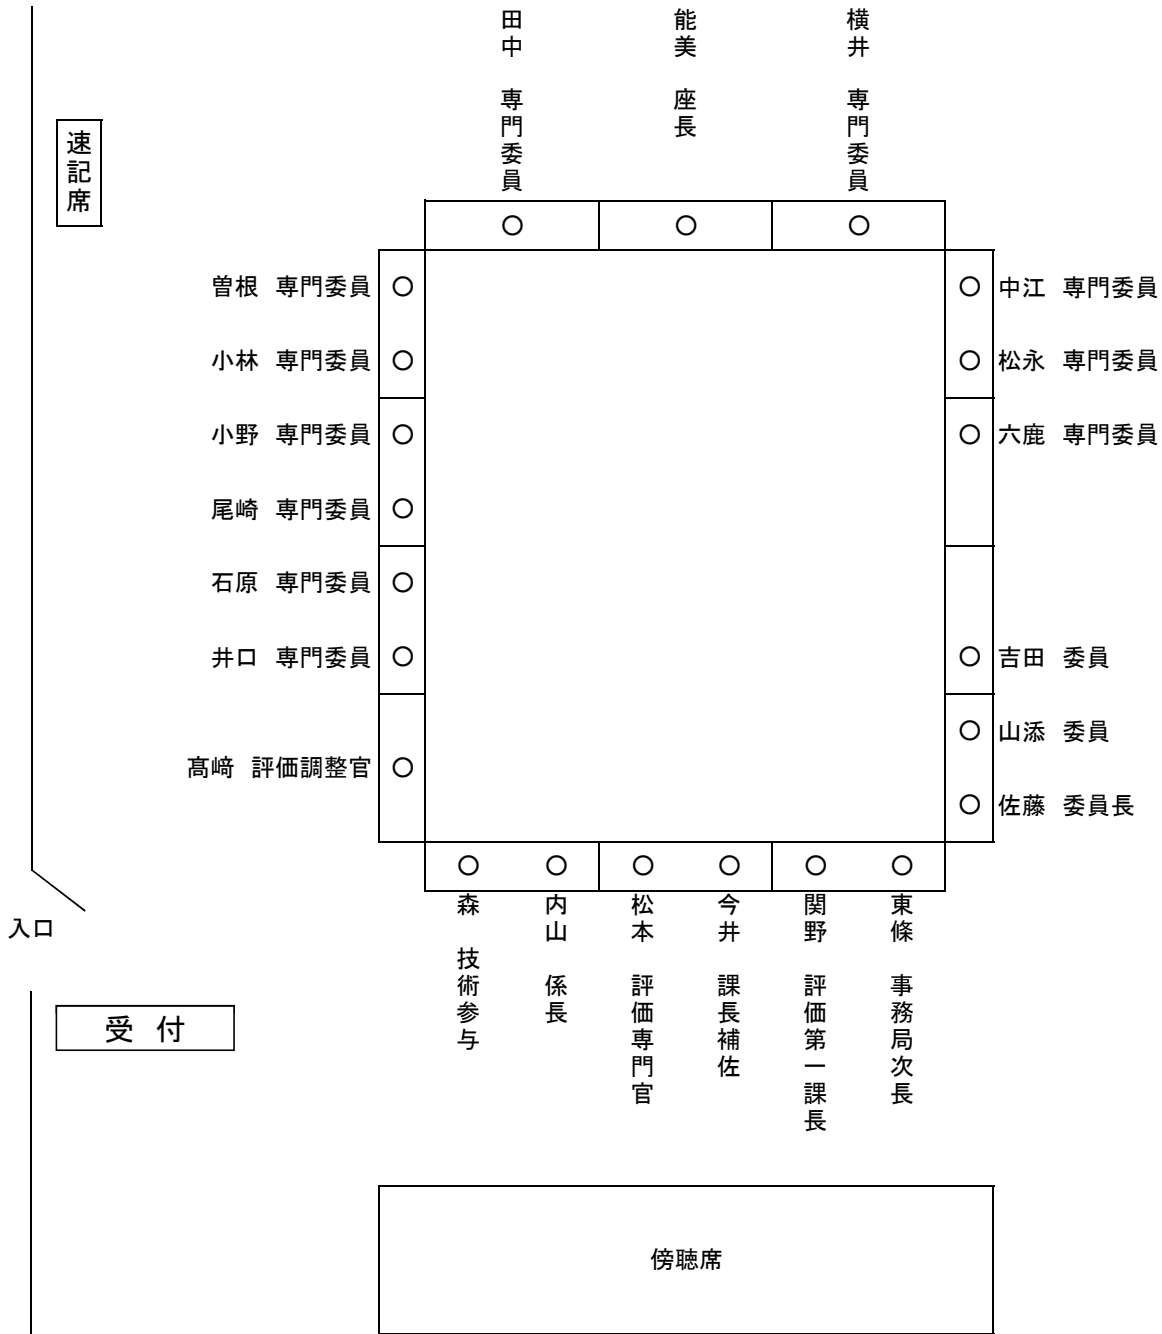 田中 専門委員
能美 座長
横井 専門委員
速記席
曽根 専門委員
小林 専門委員
小野 専門委員
尾崎 専門委員
石原 専門委員
井口 専門委員
髙﨑 評価調整官
中江 専門委員
松永 専門委員
六鹿 専門委員
吉田 委員
山添 委員
佐藤 委員長
森 技術参与
内山 係長
松本 評価専門官
今井 課長補佐
関野 評価第一課長
東條 事務局次長
入口
受 付
傍聴席